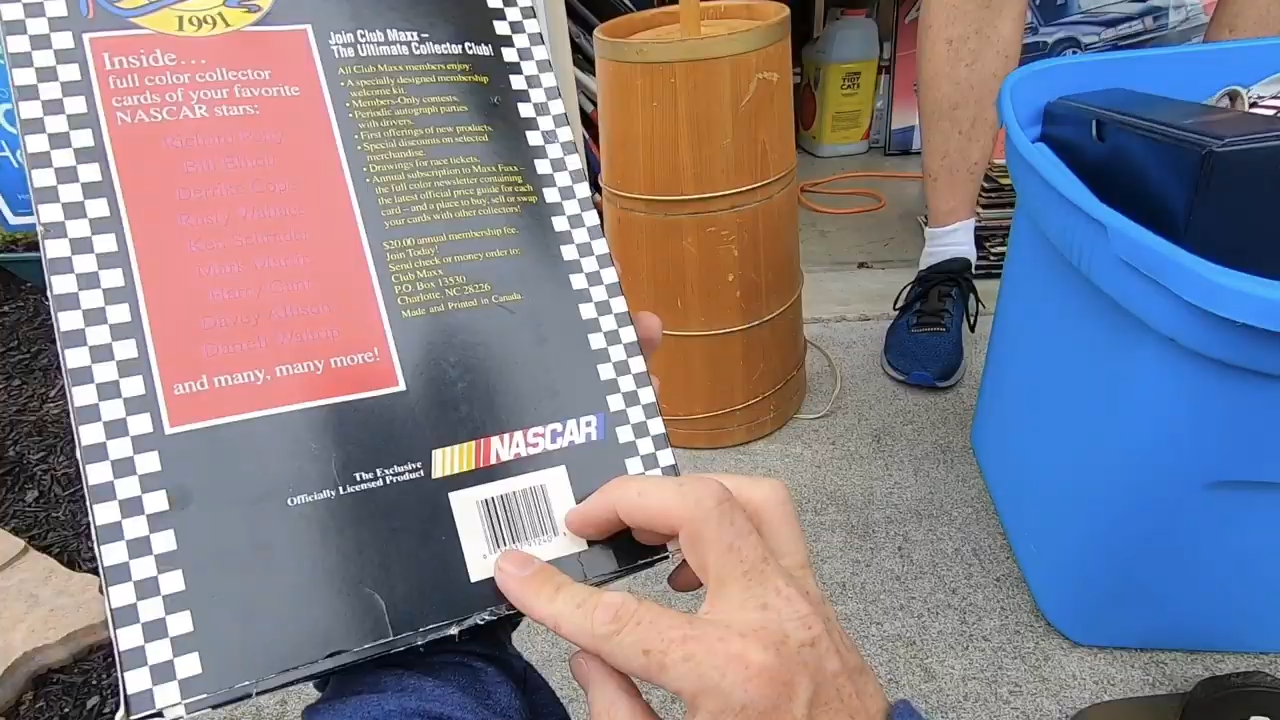 1991
Inside...
full color collector
cards of your favorite
NASCAR stars:
Richard Petty
Bill Elliott
Derrike Cope
Rusty Wallace
Ken Schrader
Mark Martin
Harry Gant
Davey Allison
Darrell Waltrip
and many, many more!
Join Club Maxx –
The Ultimate Collector Club!
All Club Maxx members enjoy:
• A specially designed membership
welcome kit.
• Members-Only contests.
• Periodic autograph parties
with drivers.
• First offerings of new products.
• Special discounts on selected
merchandise.
• Drawings for race tickets.
• Annual subscription to Maxx Faxx –
the full color newsletter containing
the latest official price guide for each
card – and a place to buy, sell or swap
your cards with other collectors!
$20.00 annual membership fee.
Join Today!
Send check or money order to:
Club Maxx
P.O. Box 13530
Charlotte, NC 28226
Made and Printed in Canada.
The Exclusive
Officially Licensed Product
NASCAR
TIDY
CATS